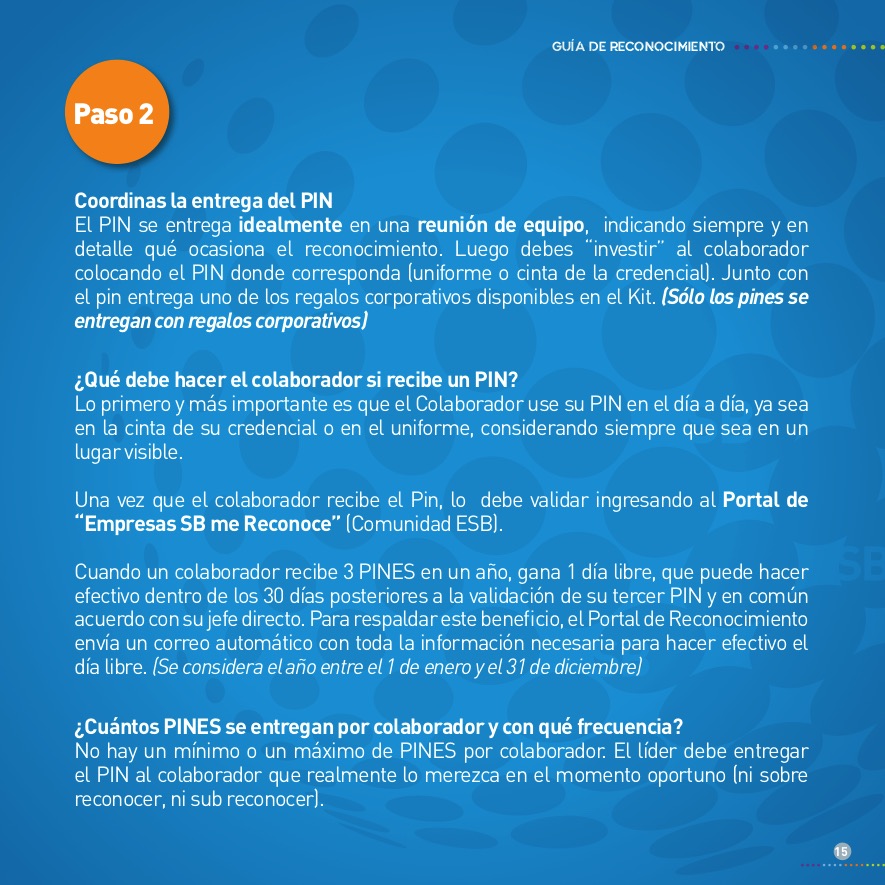 GUÍA DE RECONOCIMIENTO
Paso 2
Coordinas la entrega del PIN
El PIN se entrega idealmente en una reunión de equipo, indicando siempre y en
detalle qué ocasiona el reconocimiento. Luego debes “investir” al colaborador
colocando el PIN donde corresponda (uniforme o cinta de la credencial). Junto con
el pin entrega uno de los regalos corporativos disponibles en el Kit. (Sólo los pines se
entregan con regalos corporativos)
¿Qué debe hacer el colaborador si recibe un PIN?
Lo primero y más importante es que el Colaborador use su PIN en el día a día, ya sea
en la cinta de su credencial o en el uniforme, considerando siempre que sea en un
lugar visible.
Una vez que el colaborador recibe el Pin, lo debe validar ingresando al Portal de
“Empresas SB me Reconoce” (Comunidad ESB).
SB
Cuando un colaborador recibe 3 PINES en un año, gana 1 día libre, que puede hacer
efectivo dentro de los 30 días posteriores a la validación de su tercer PIN y en común
acuerdo con su jefe directo. Para respaldar este beneficio, el Portal de Reconocimiento
envía un correo automático con toda la información necesaria para hacer efectivo el
día libre. (Se considera el año entre el 1 de enero y el 31 de diciembre)
¿Cuántos PINES se entregan por colaborador y con qué frecuencia?
No hay un mínimo o un máximo de PINES por colaborador. El líder debe entregar
el PIN al colaborador que realmente lo merezca en el momento oportuno (ni sobre
reconocer, ni sub reconocer).
15